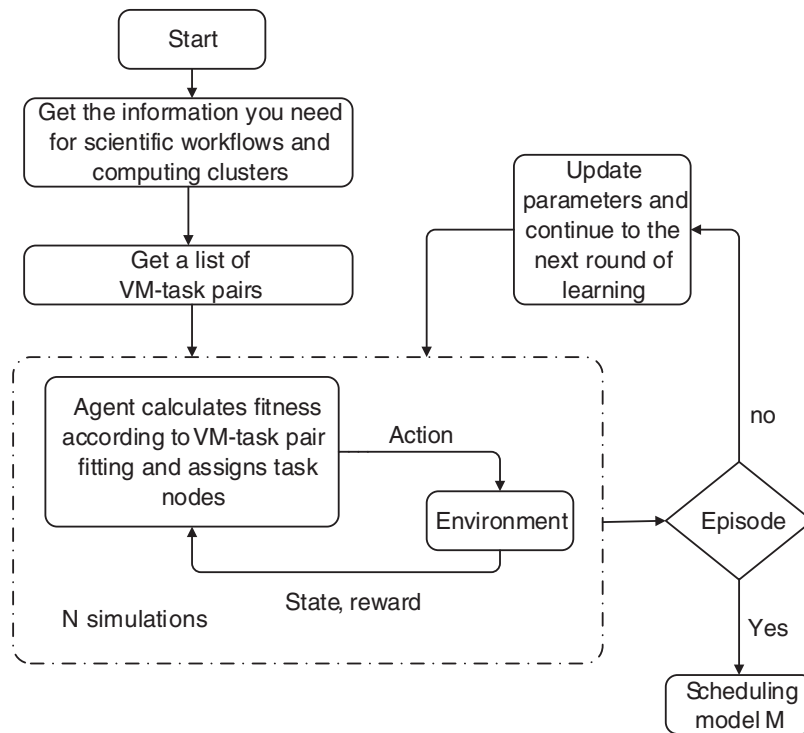 Start
Get the information you need
for scientific workflows and
computing clusters
Get a list of
VM-task pairs
Update
parameters and
continue to the
next round of
learning
Agent calculates fitness
according to VM-task pair
fitting and assigns task
nodes
Action
Environment
State, reward
N simulations
Episode
no
Yes
Scheduling
model M